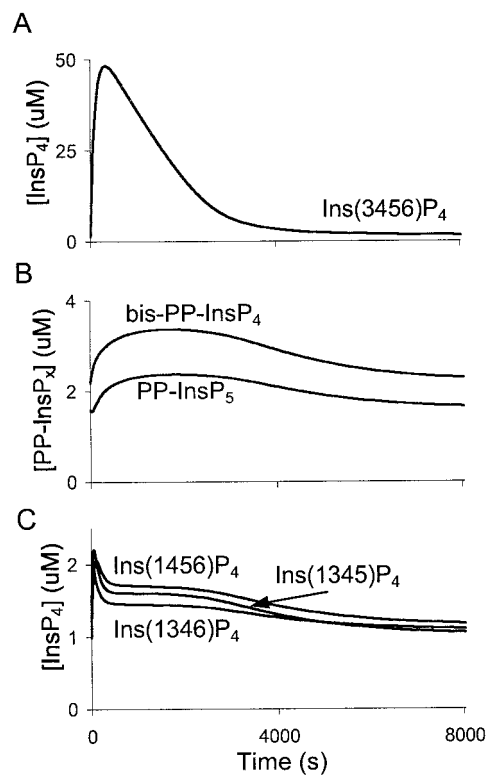 A
50
25
0
[InsP4] (uM)
Ins(3456)P4
B
4
2
0
[PP-InsPx] (uM)
bis-PP-InsP4
PP-InsP5
C
2
1
0
[InsP4] (uM)
Ins(1456)P4
Ins(1345)P4
Ins(1346)P4
0 4000 8000
Time (s)